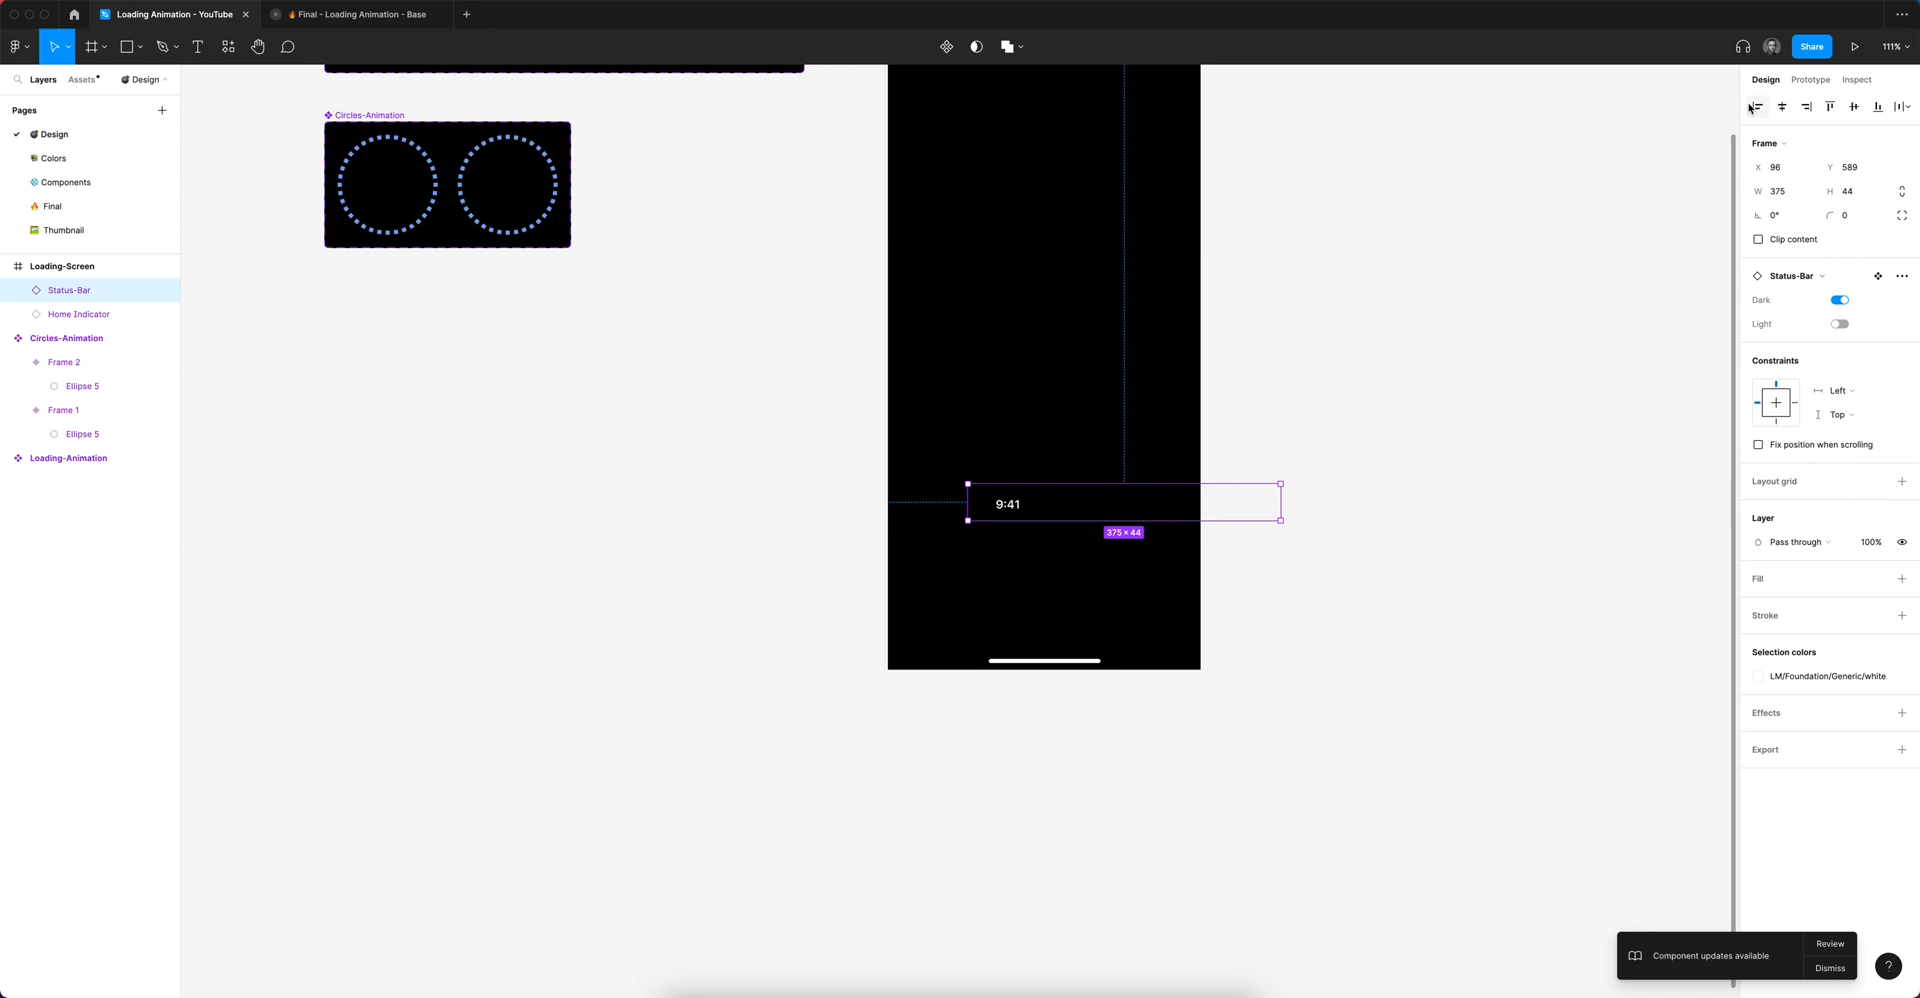 Loading Animation - YouTube
Final - Loading Animation - Base
Share
111%
Layers
Assets
Design
Design
Prototype
Inspect
Pages
Design
Colors
Components
Final
Thumbnail
Loading-Screen
Status-Bar
Home Indicator
Circles-Animation
Frame 2
Ellipse 5
Frame 1
Ellipse 5
Loading-Animation
Circles-Animation
9:41
375 × 44
Frame
X 96
Y 589
W 375
H 44
0°
0
Clip content
Status-Bar
Dark
Light
Constraints
Left
Top
Fix position when scrolling
Layout grid
Layer
Pass through
100%
Fill
Stroke
Selection colors
LM/Foundation/Generic/white
Effects
Export
Component updates available
Review
Dismiss
?